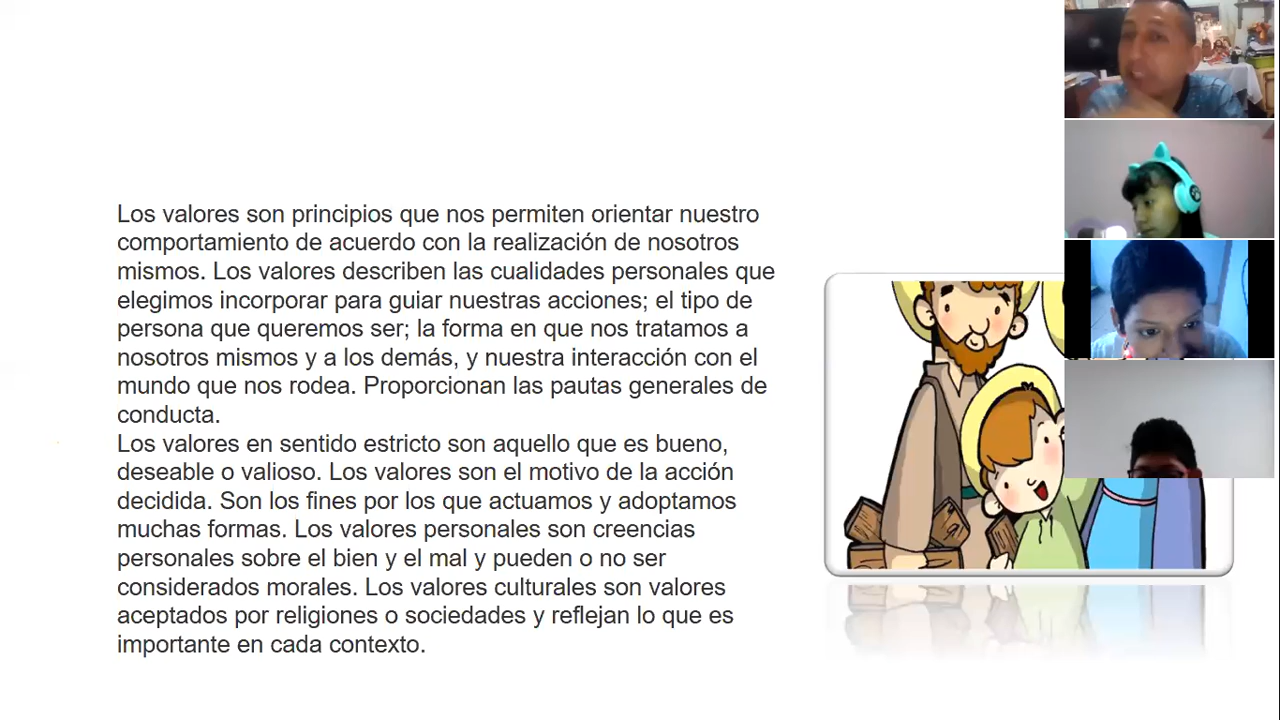 Los valores son principios que nos permiten orientar nuestro
comportamiento de acuerdo con la realización de nosotros
mismos. Los valores describen las cualidades personales que
elegimos incorporar para guiar nuestras acciones; el tipo de
persona que queremos ser; la forma en que nos tratamos a
nosotros mismos y a los demás, y nuestra interacción con el
mundo que nos rodea. Proporcionan las pautas generales de
conducta.
Los valores en sentido estricto son aquello que es bueno,
deseable o valioso. Los valores son el motivo de la acción
decidida. Son los fines por los que actuamos y adoptamos
muchas formas. Los valores personales son creencias
personales sobre el bien y el mal y pueden o no ser
considerados morales. Los valores culturales son valores
aceptados por religiones o sociedades y reflejan lo que es
importante en cada contexto.